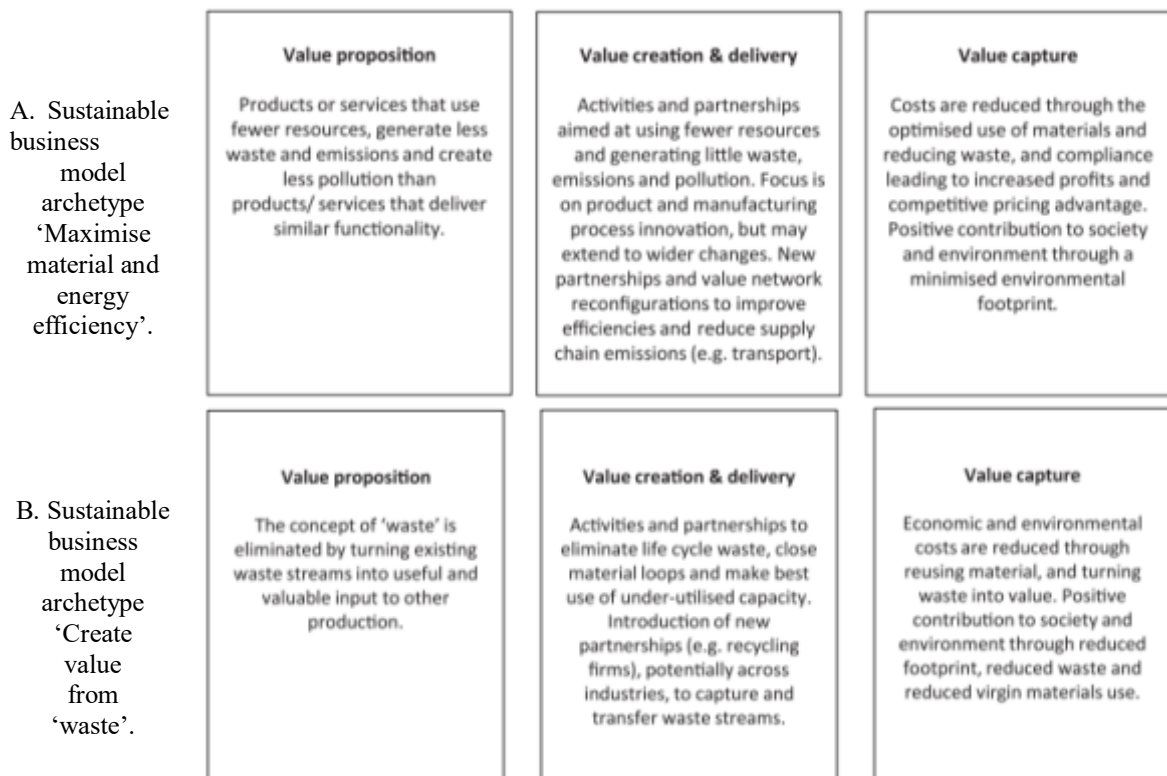 A. Sustainable
business
model
archetype
‘Maximise
material and
energy
efficiency’.
Value proposition
Products or services that use
fewer resources, generate less
waste and emissions and create
less pollution than
products/ services that deliver
similar functionality.
Value creation & delivery
Activities and partnerships
aimed at using fewer resources
and generating little waste,
emissions and pollution. Focus is
on product and manufacturing
process innovation, but may
extend to wider changes. New
partnerships and value network
reconfigurations to improve
efficiencies and reduce supply
chain emissions (e.g. transport).
Value capture
Costs are reduced through the
optimised use of materials and
reducing waste, and compliance
leading to increased profits and
competitive pricing advantage.
Positive contribution to society
and environment through a
minimised environmental
footprint.
B. Sustainable
business
model
archetype
‘Create
value
from
‘waste’.
Value proposition
The concept of ‘waste’ is
eliminated by turning existing
waste streams into useful and
valuable input to other
production.
Value creation & delivery
Activities and partnerships to
eliminate life cycle waste, close
material loops and make best
use of under-utilised capacity.
Introduction of new
partnerships (e.g. recycling
firms), potentially across
industries, to capture and
transfer waste streams.
Value capture
Economic and environmental
costs are reduced through
reusing material, and turning
waste into value. Positive
contribution to society and
environment through reduced
footprint, reduced waste and
reduced virgin materials use.